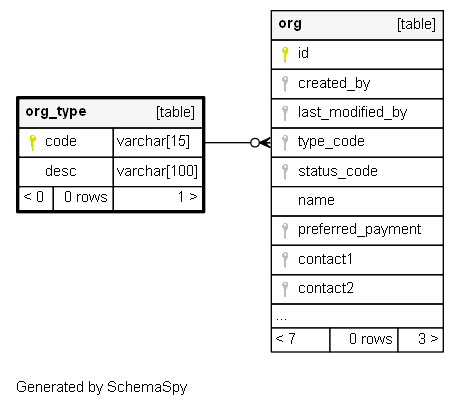 org_type [table]
code varchar[15]
desc varchar[100]
< 0 0 rows 1 >
org [table]
id
created_by
last_modified_by
type_code
status_code
name
preferred_payment
contact1
contact2
...
< 7 0 rows 3 >
Generated by SchemaSpy